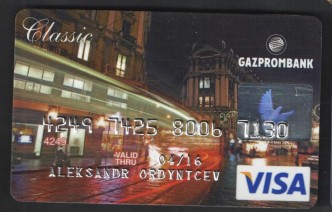 Classic
GAZPROMBANK
4249 7425 8006 7130
4249
VALID THRU 04/16
ALEKSANDR ORDYNTCEV
VISA